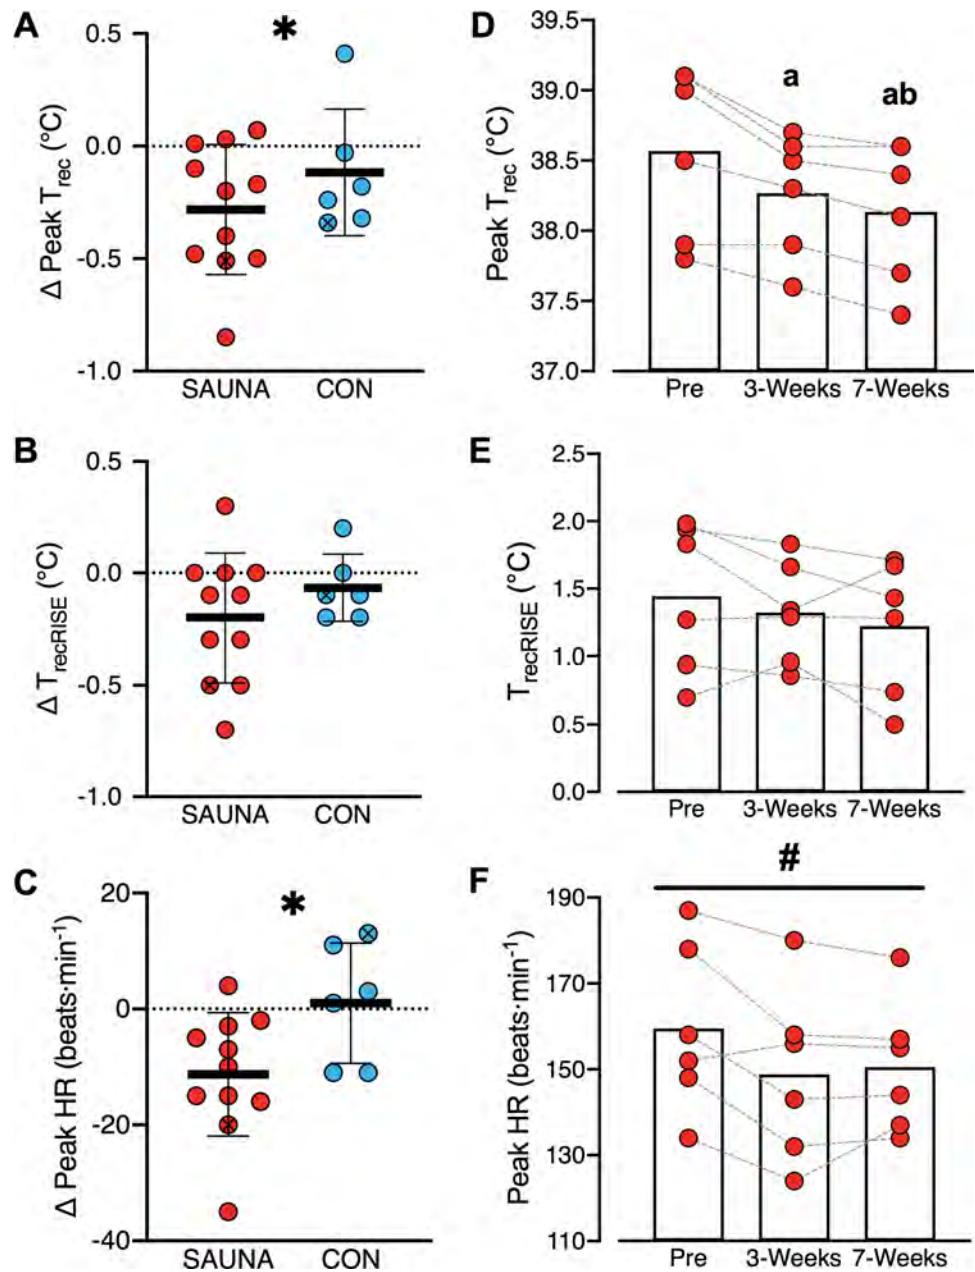 A
0.5
0.0
-0.5
-1.0
Δ Peak Trec (°C)
*
SAUNA
CON
D
39.5
39.0
38.5
38.0
37.5
37.0
Peak Trec (°C)
a
ab
Pre
3-Weeks
7-Weeks
B
0.5
0.0
-0.5
-1.0
Δ TrecRISE (°C)
SAUNA
CON
E
2.5
2.0
1.5
1.0
0.5
0.0
TrecRISE (°C)
Pre
3-Weeks
7-Weeks
C
20
0
-20
-40
Δ Peak HR (beats·min⁻¹)
*
SAUNA
CON
F
190
170
150
130
110
Peak HR (beats·min⁻¹)
#
Pre
3-Weeks
7-Weeks